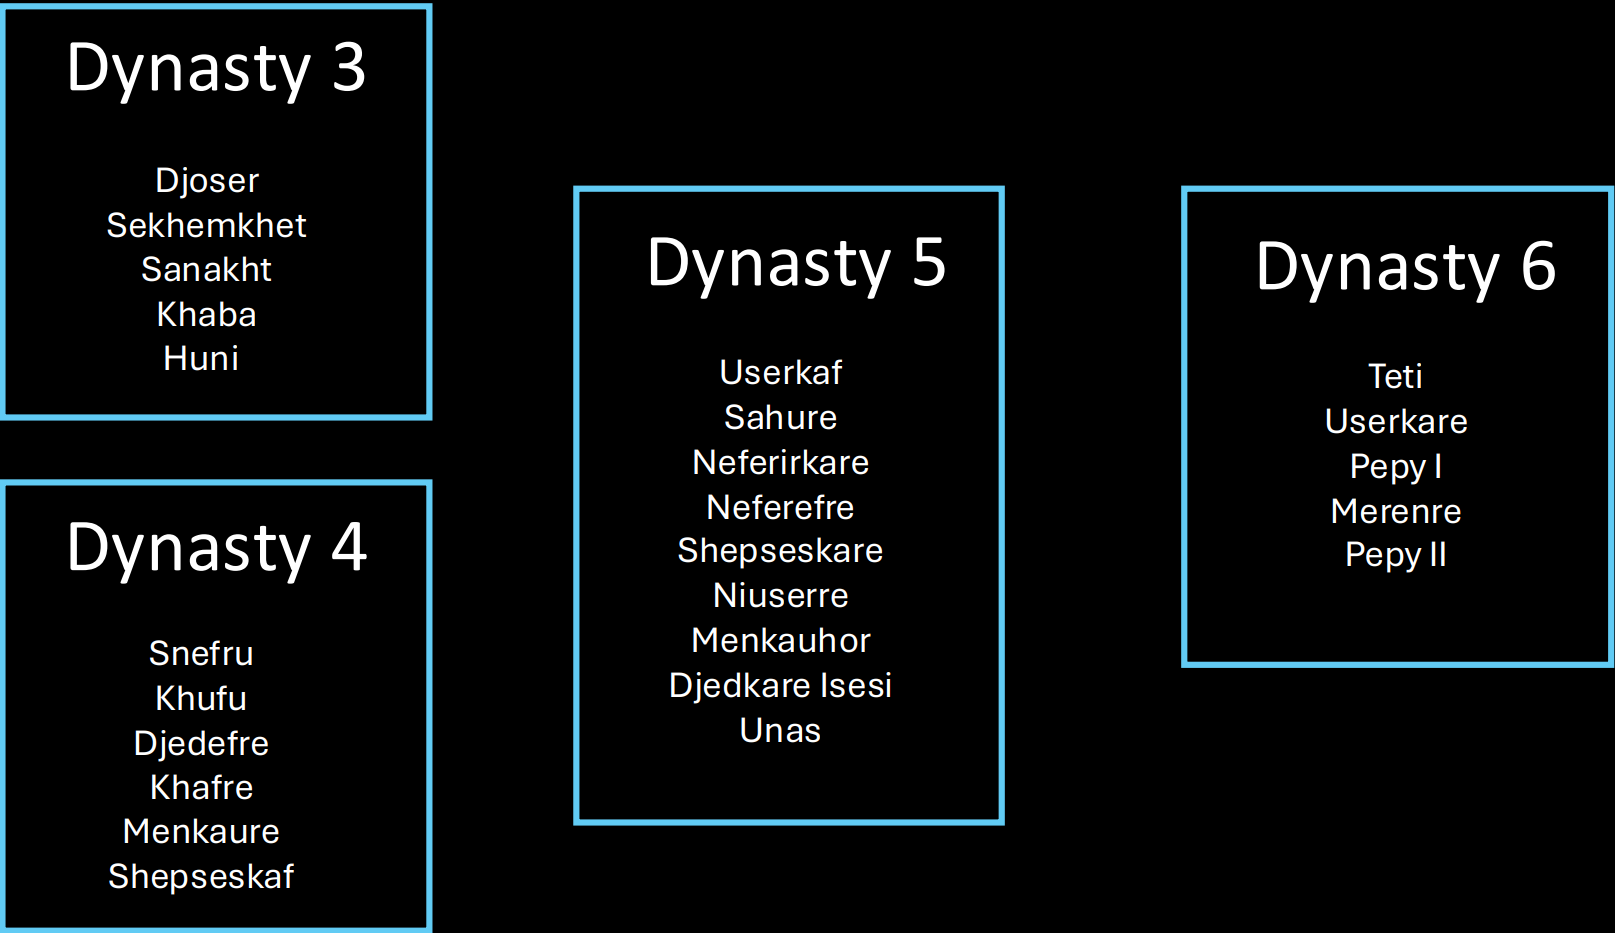 Dynasty 3
Djoser
Sekhemkhet
Sanakht
Khaba
Huni
Dynasty 4
Snefru
Khufu
Djedefre
Khafre
Menkaure
Shepseskaf
Dynasty 5
Userkaf
Sahure
Neferirkare
Neferefre
Shepseskare
Niuserre
Menkauhor
Djedkare Isesi
Unas
Dynasty 6
Teti
Userkare
Pepy I
Merenre
Pepy II